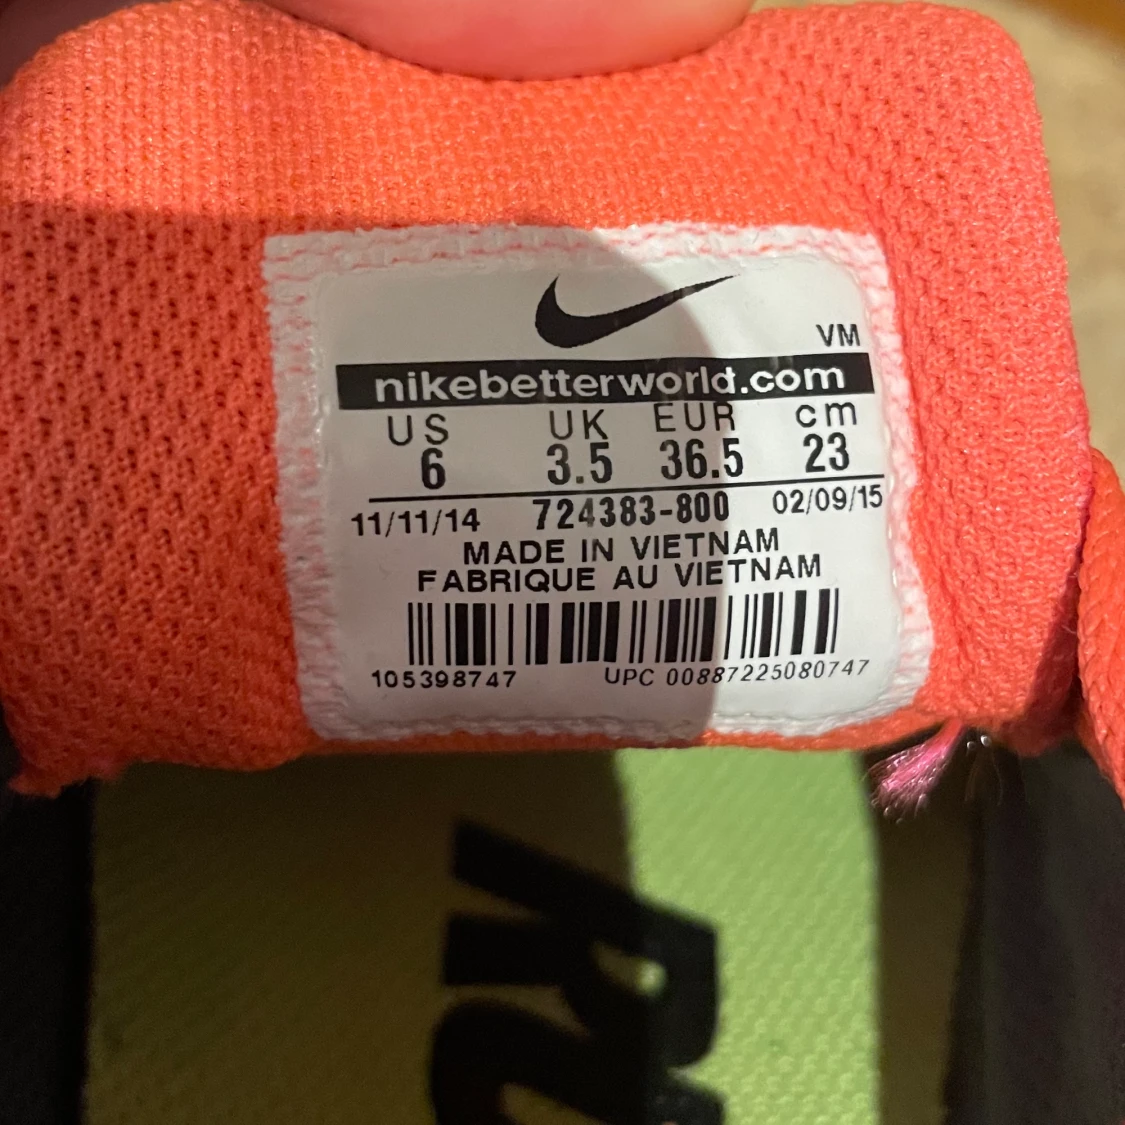 VM
nikebetterworld.com
US UK EUR cm
6 3.5 36.5 23
11/11/14 724383-800 02/09/15
MADE IN VIETNAM
FABRIQUE AU VIETNAM
105398747 UPC 00887225080747